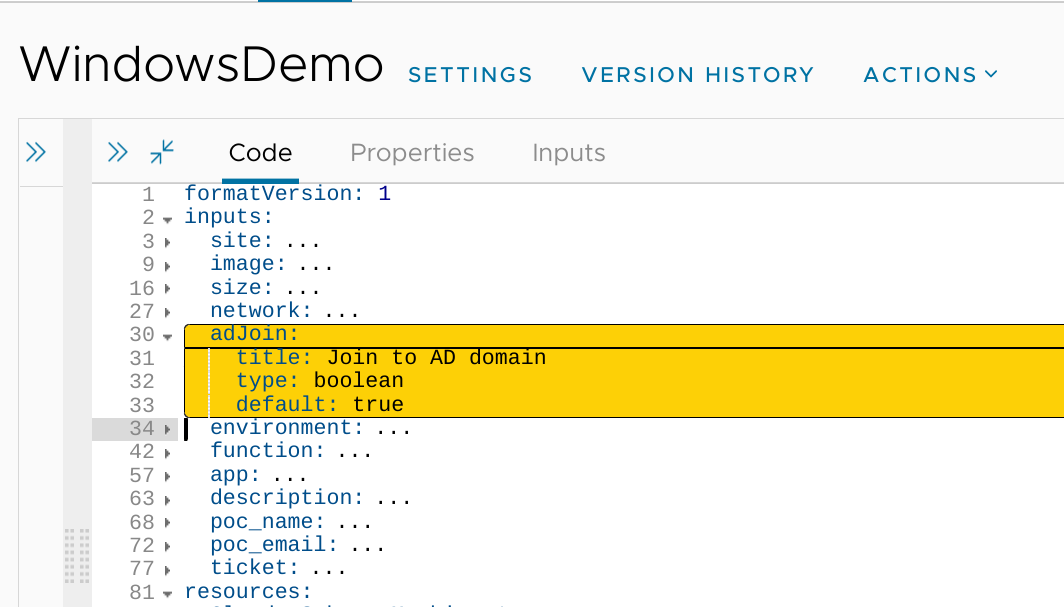 WindowsDemo SETTINGS VERSION HISTORY ACTIONS
Code Properties Inputs
1 formatVersion: 1
2 inputs:
3 site: ...
9 image: ...
16 size: ...
27 network: ...
30 adJoin:
31 title: Join to AD domain
32 type: boolean
33 default: true
34 environment: ...
42 function: ...
57 app: ...
63 description: ...
68 poc_name: ...
72 poc_email: ...
77 ticket: ...
81 resources: